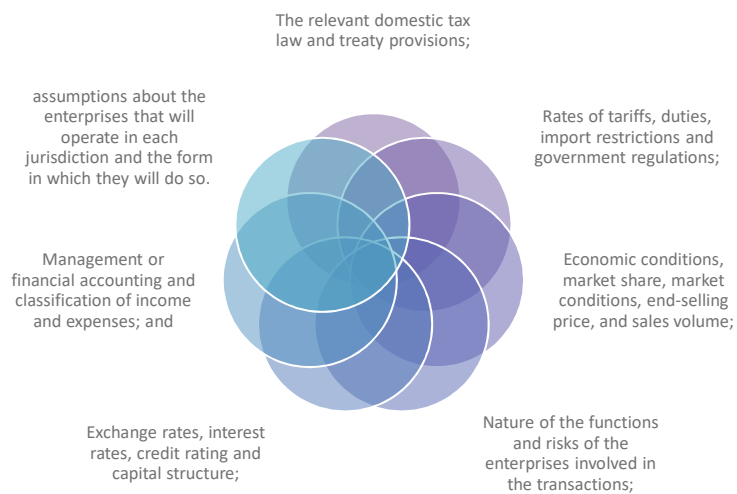 The relevant domestic tax
law and treaty provisions;
Rates of tariffs, duties,
import restrictions and
government regulations;
Economic conditions,
market share, market
conditions, end-selling
price, and sales volume;
Nature of the functions
and risks of the
enterprises involved in
the transactions;
Exchange rates, interest
rates, credit rating and
capital structure;
Management or
financial accounting and
classification of income
and expenses; and
assumptions about the
enterprises that will
operate in each
jurisdiction and the form
in which they will do so.